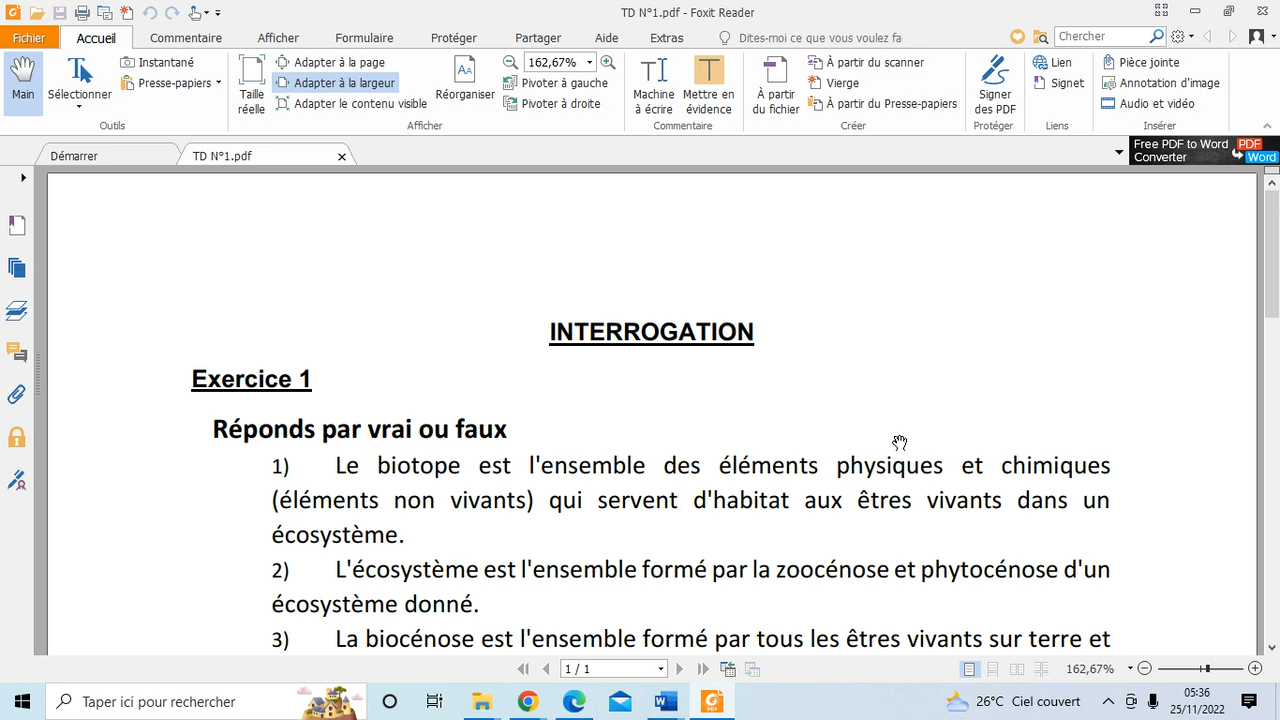 TD N°1.pdf - Foxit Reader
Fichier Accueil Commentaire Afficher Formulaire Protéger Partager Aide Extras Dites-moi ce que vous voulez fa Chercher
Main
Sélectionner
Instantané
Presse-papiers
Outils
Taille réelle
Adapter à la page
Adapter à la largeur
Adapter le contenu visible
Réorganiser
162,67%
Pivoter à gauche
Pivoter à droite
Afficher
Machine à écrire
Mettre en évidence
Commentaire
À partir du fichier
À partir du scanner
Vierge
À partir du Presse-papiers
Créer
Signer des PDF
Protéger
Lien
Signet
Liens
Pièce jointe
Annotation d'image
Audio et vidéo
Insérer
Démarrer
TD N°1.pdf
Free PDF to Word
Converter
PDF
Word
INTERROGATION
Exercice 1
Réponds par vrai ou faux
1) Le biotope est l'ensemble des éléments physiques et chimiques
(éléments non vivants) qui servent d'habitat aux êtres vivants dans un
écosystème.
2) L'écosystème est l'ensemble formé par la zoocénose et phytocénose d'un
écosystème donné.
3) La biocénose est l'ensemble formé par tous les êtres vivants sur terre et
1 / 1
162,67%
Taper ici pour rechercher
26°C Ciel couvert
05:36
25/11/2022